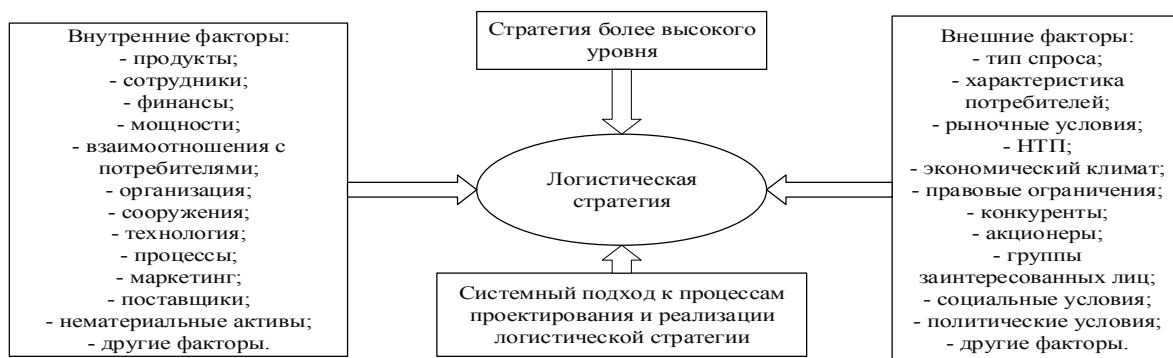 Внутренние факторы:
- продукты;
- сотрудники;
- финансы;
- мощности;
- взаимоотношения с
потребителями;
- организация;
- сооружения;
- технология;
- процессы;
- маркетинг;
- поставщики;
- нематериальные активы;
- другие факторы.
Стратегия более высокого
уровня
Логистическая
стратегия
Системный подход к процессам
проектирования и реализации
логистической стратегии
Внешние факторы:
- тип спроса;
- характеристика
потребителей;
- рыночные условия;
- НТП;
- экономический климат;
- правовые ограничения;
- конкуренты;
- акционеры;
- группы
заинтересованных лиц;
- социальные условия;
- политические условия;
- другие факторы.